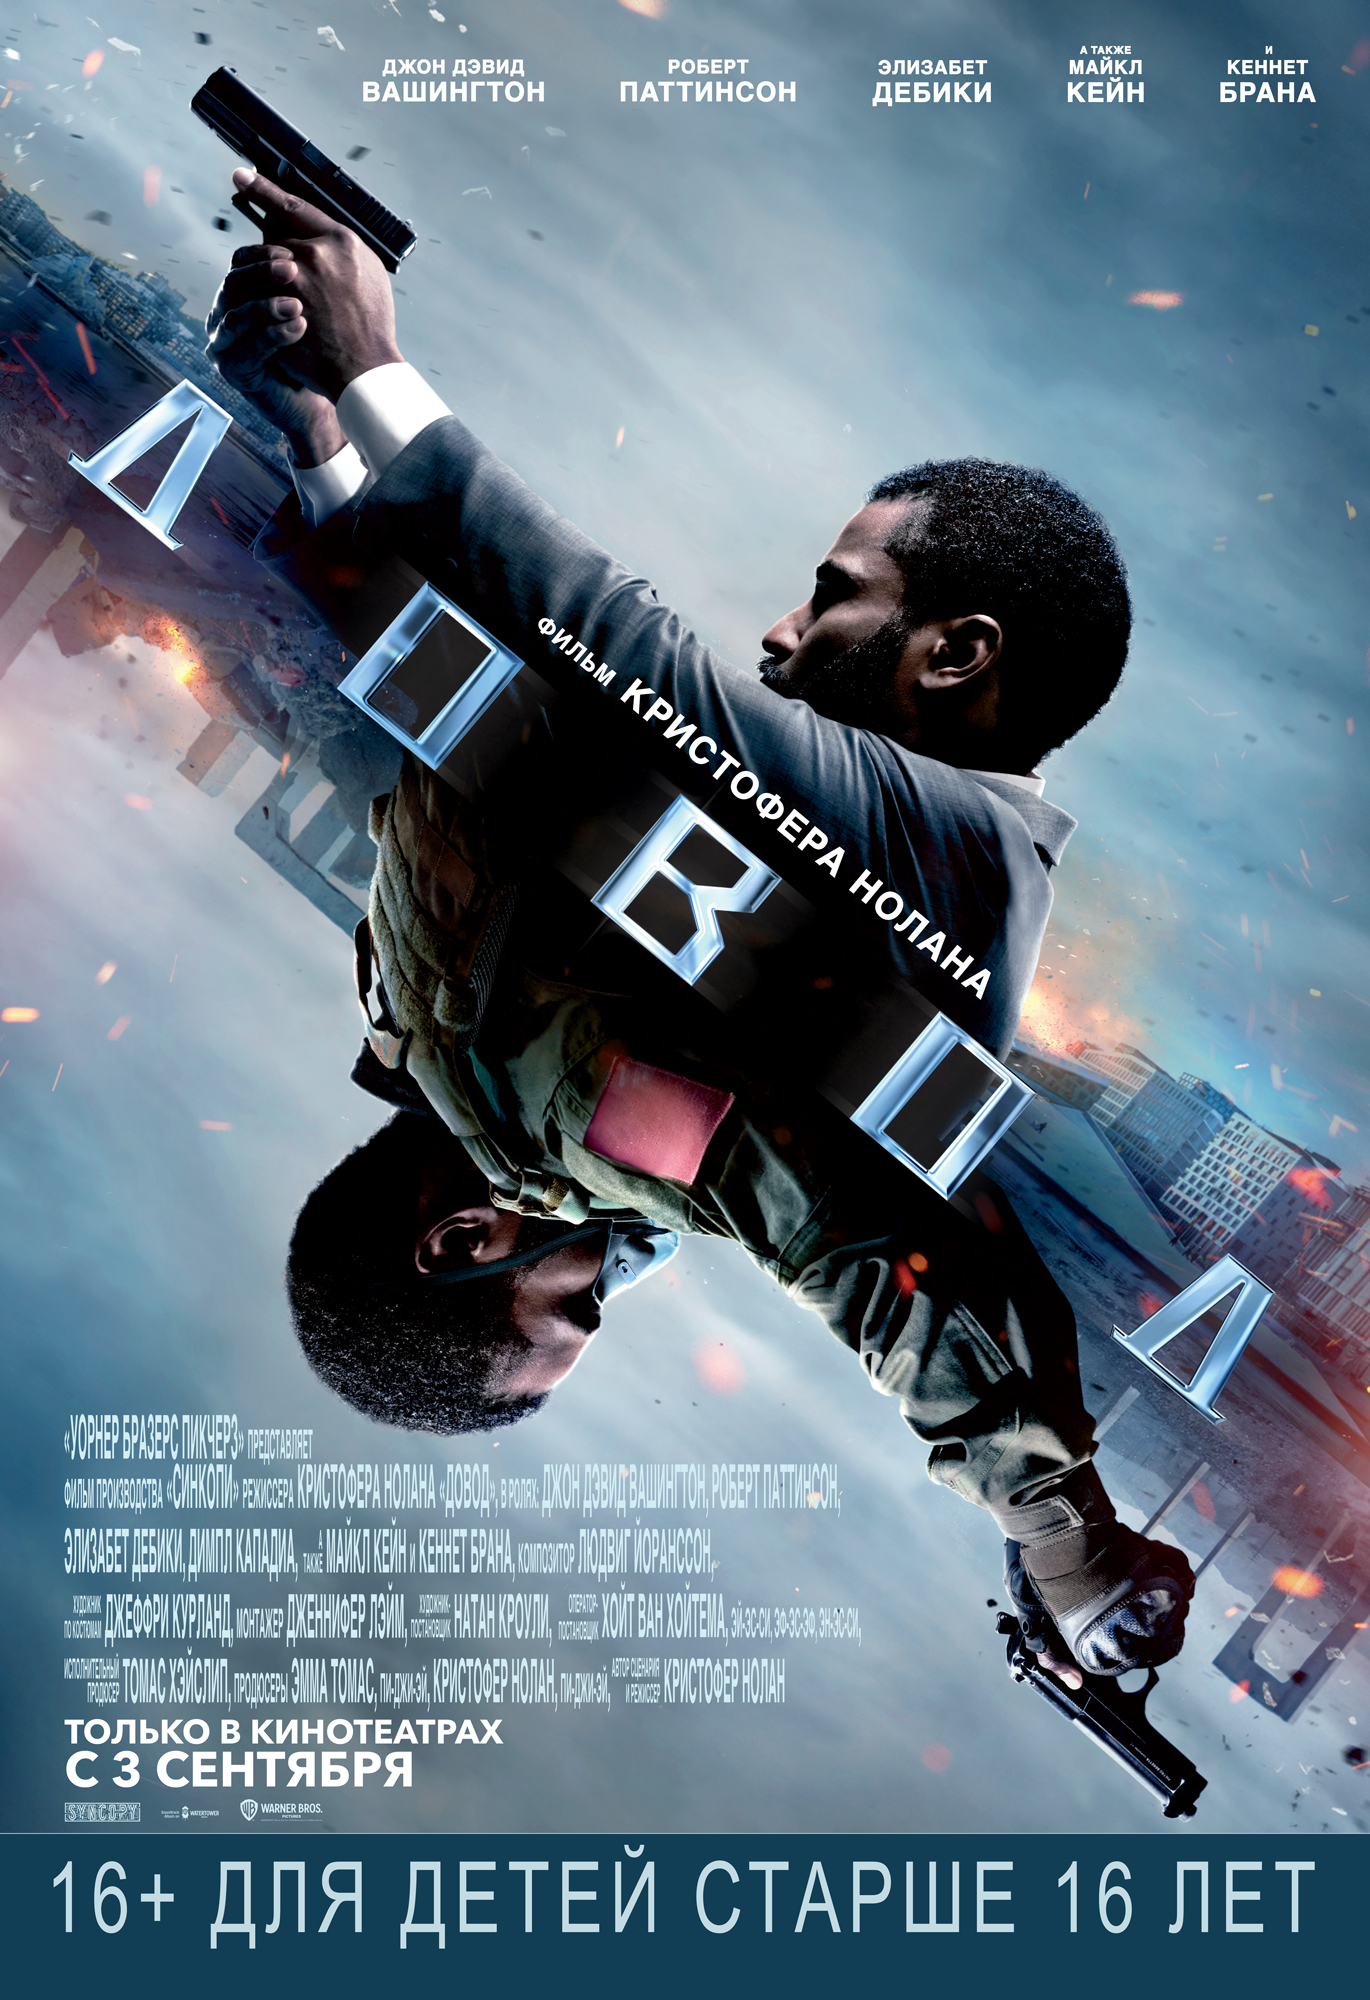 ДЖОН ДЭВИД
ВАШИНГТОН
РОБЕРТ
ПАТТИНСОН
ЭЛИЗАБЕТ
ДЕБИКИ
А ТАКЖЕ
МАЙКЛ
КЕЙН
И
КЕННЕТ
БРАНА
ФИЛЬМ КРИСТОФЕРА НОЛАНА
ДОВОД
«УОРНЕР БРАЗЕРС ПИКЧЕРЗ» ПРЕДСТАВЛЯЕТ
ФИЛЬМ ПРОИЗВОДСТВА «СИНКОПИ» РЕЖИССЕРА КРИСТОФЕРА НОЛАНА «ДОВОД», В РОЛЯХ: ДЖОН ДЭВИД ВАШИНГТОН, РОБЕРТ ПАТТИНСОН,
ЭЛИЗАБЕТ ДЕБИКИ, ДИМПЛ КАПАДИА, А ТАКЖЕ МАЙКЛ КЕЙН И КЕННЕТ БРАНА, КОМПОЗИТОР ЛЮДВИГ ЙОРАНССОН,
ХУДОЖНИК ПО КОСТЮМАМ ДЖЕФФРИ КУРЛАНД, МОНТАЖЕР ДЖЕННИФЕР ЛЭЙМ, ХУДОЖНИК-ПОСТАНОВЩИК НАТАН КРОУЛИ, ОПЕРАТОР-ПОСТАНОВЩИК ХОЙТ ВАН ХОЙТЕМА, ЭЙ-ЭС-СИ, ЭФ-ЭС-ЭФ, ЭН-ЭС-СИ,
ИСПОЛНИТЕЛЬНЫЙ ПРОДЮСЕР ТОМАС ХЭЙСЛИП, ПРОДЮСЕРЫ ЭММА ТОМАС, ПИ-ДЖИ-ЭЙ, КРИСТОФЕР НОЛАН, ПИ-ДЖИ-ЭЙ, АВТОР СЦЕНАРИЯ И РЕЖИССЕР КРИСТОФЕР НОЛАН
ТОЛЬКО В КИНОТЕАТРАХ
С 3 СЕНТЯБРЯ
SYNCOPY
WATERTOWER
WARNER BROS.
PICTURES
16+ ДЛЯ ДЕТЕЙ СТАРШЕ 16 ЛЕТ